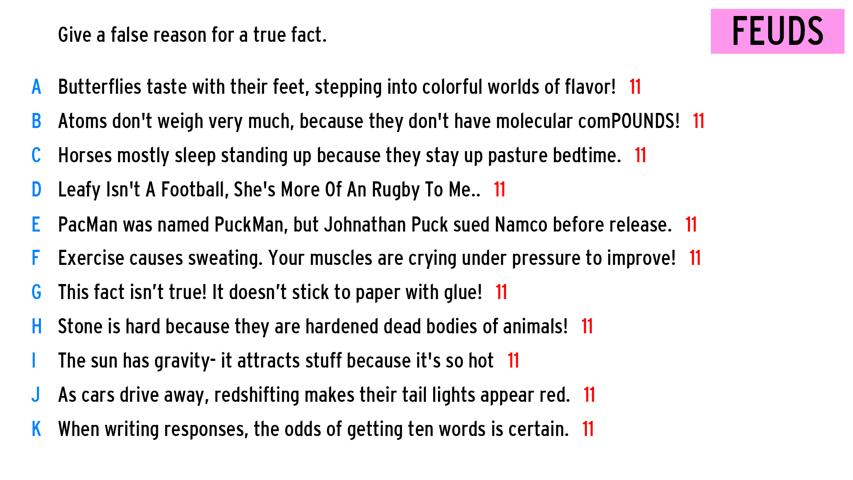 Give a false reason for a true fact.
FEUDS
A Butterflies taste with their feet, stepping into colorful worlds of flavor! 11
B Atoms don't weigh very much, because they don't have molecular comPOUNDS! 11
C Horses mostly sleep standing up because they stay up pasture bedtime. 11
D Leafy Isn't A Football, She's More Of An Rugby To Me.. 11
E PacMan was named PuckMan, but Johnathan Puck sued Namco before release. 11
F Exercise causes sweating. Your muscles are crying under pressure to improve! 11
G This fact isn’t true! It doesn’t stick to paper with glue! 11
H Stone is hard because they are hardened dead bodies of animals! 11
I The sun has gravity- it attracts stuff because it's so hot 11
J As cars drive away, redshifting makes their tail lights appear red. 11
K When writing responses, the odds of getting ten words is certain. 11